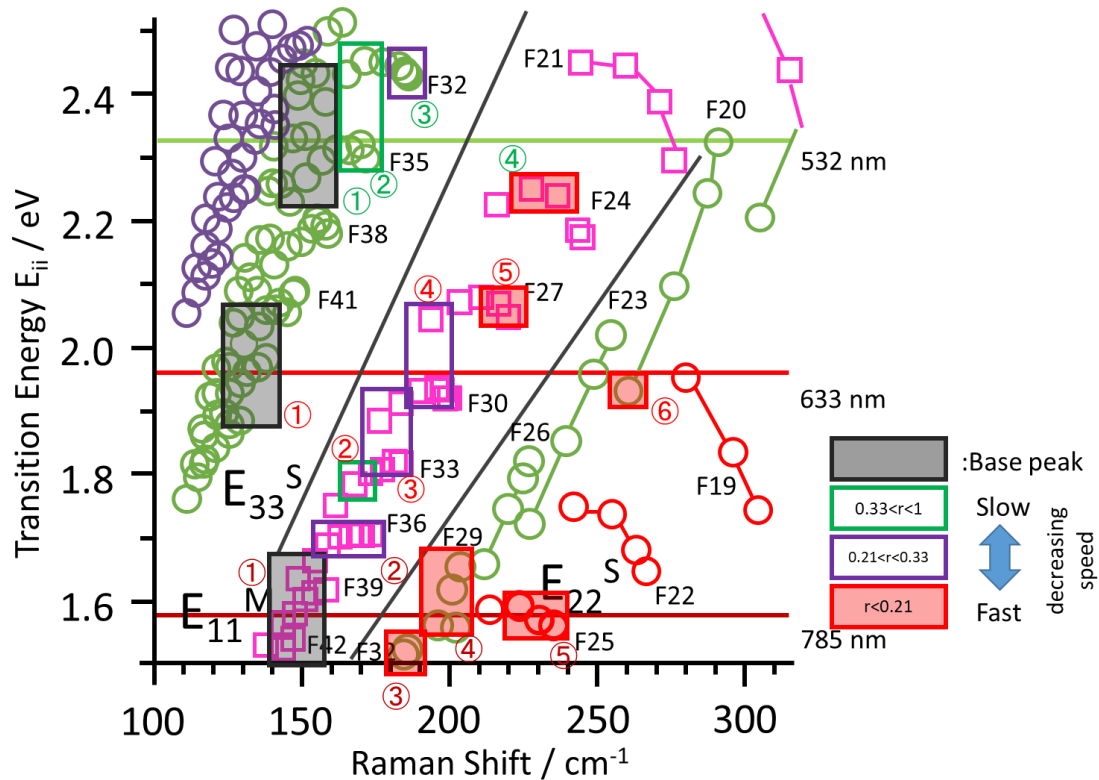 Transition Energy Eii / eV
2.4
2.2
2.0
1.8
1.6
100
150
200
250
300
Raman Shift / cm-1
F32
③
F35
①
②
F38
F41
①
F21
F20
④
F24
532 nm
⑤
④
F27
F23
F30
⑥
633 nm
②
F33
③
F26
F19
E33 S
F36
②
F29
①
F39
E22 S
F22
E11 M
F42
F32
④
F25
⑤
785 nm
③
:Base peak
0.33<r<1
Slow
0.21<r<0.33
r<0.21
Fast
decreasing
speed